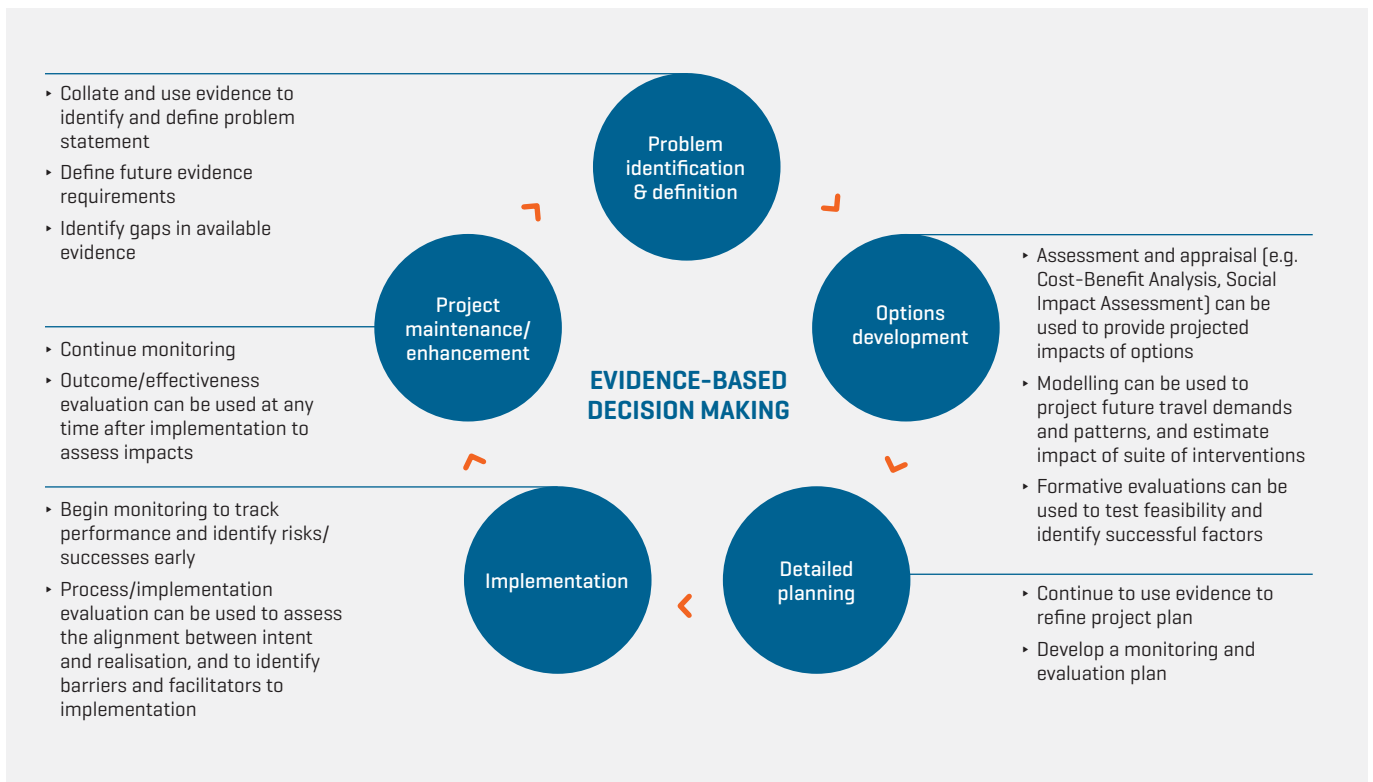 Problem
identification
& definition
‣ Collate and use evidence to
identify and define problem
statement
‣ Define future evidence
requirements
‣ Identify gaps in available
evidence
Options
development
‣ Assessment and appraisal (e.g.
Cost-Benefit Analysis, Social
Impact Assessment) can be
used to provide projected
impacts of options
‣ Modelling can be used to
project future travel demands
and patterns, and estimate
impact of suite of interventions
‣ Formative evaluations can be
used to test feasibility and
identify successful factors
Detailed
planning
‣ Continue to use evidence to
refine project plan
‣ Develop a monitoring and
evaluation plan
Implementation
‣ Begin monitoring to track
performance and identify risks/
successes early
‣ Process/implementation
evaluation can be used to assess
the alignment between intent
and realisation, and to identify
barriers and facilitators to
implementation
Project
maintenance/
enhancement
‣ Continue monitoring
‣ Outcome/effectiveness
evaluation can be used at any
time after implementation to
assess impacts
EVIDENCE-BASED
DECISION MAKING